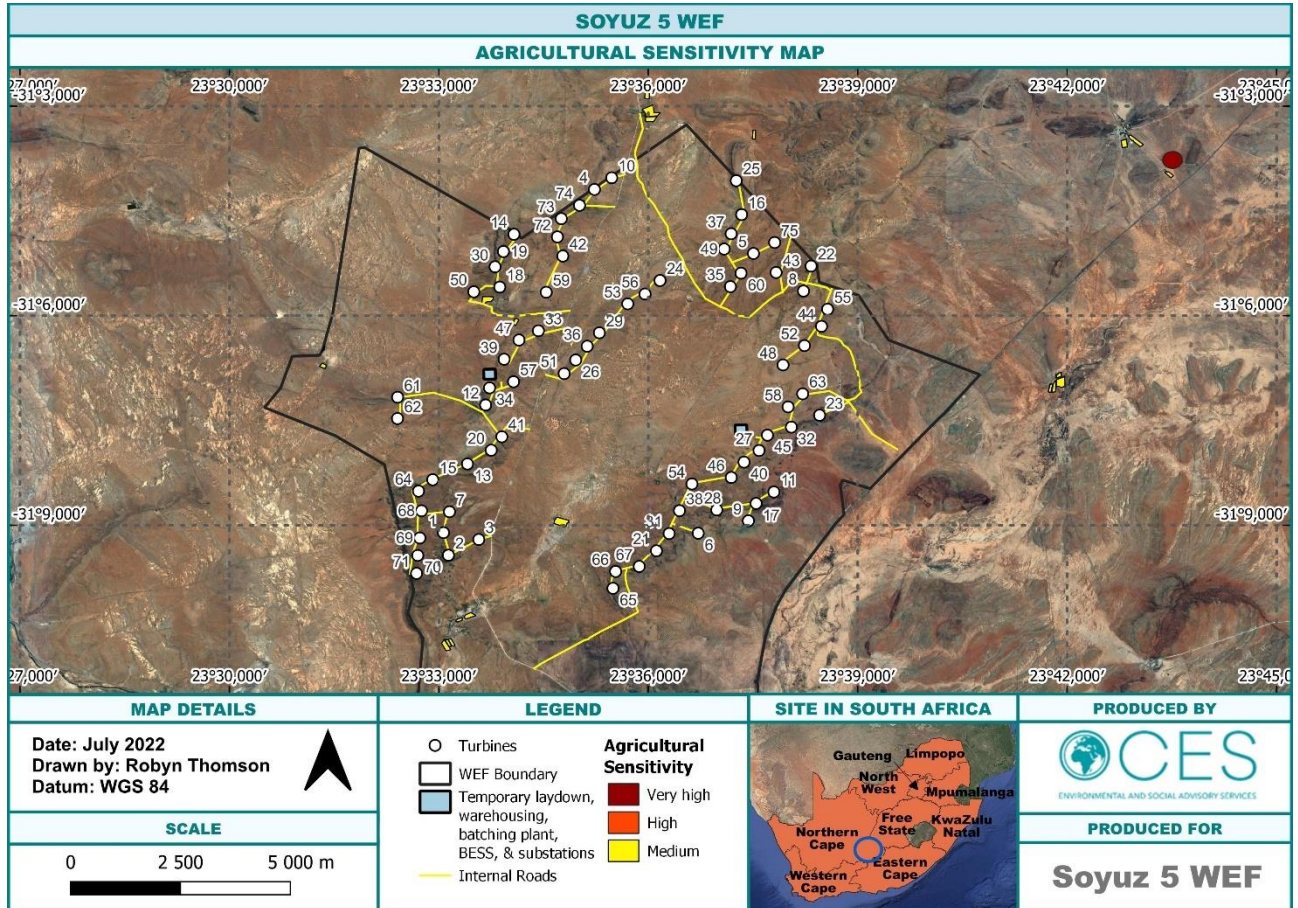 SOYUZ 5 WEF
AGRICULTURAL SENSITIVITY MAP
27,000′ 23°30,000′ 23°33,000′ 23°36,000′ 23°39,000′ 23°42,000′ 23°45,00
-31°3,000′ -31°3,000′
10
4
25
74
16
73
37
14
72
75
49
5
19
42
22
30
24
35
43
56
50
18
59
53
60
8
55
-31°6,000′ -31°6,000′
33
29
44
47
36
52
39
51
48
57
26
61
12
63
34
58
62
23
41
20
27
32
45
15
13
46
40
64
54
11
7
38
28
68
9
1
17
-31°9,000′ -31°9,000′
31
3
69
6
21
2
66
67
71
70
65
27,000′ 23°30,000′ 23°33,000′ 23°36,000′ 23°39,000′ 23°42,000′ 23°45,00
MAP DETAILS
Date: July 2022
Drawn by: Robyn Thomson
Datum: WGS 84
SCALE
0 2 500 5 000 m
LEGEND
Turbines
WEF Boundary
Temporary laydown,
warehousing,
batching plant,
BESS, & substations
Internal Roads
Agricultural
Sensitivity
Very high
High
Medium
SITE IN SOUTH AFRICA
Limpopo
Gauteng
North
West
Mpumalanga
Free
State
KwaZulu
Natal
Northern
Cape
Eastern
Cape
Western
Cape
PRODUCED BY
CES
ENVIRONMENTAL AND SOCIAL ADVISORY SERVICES
PRODUCED FOR
Soyuz 5 WEF